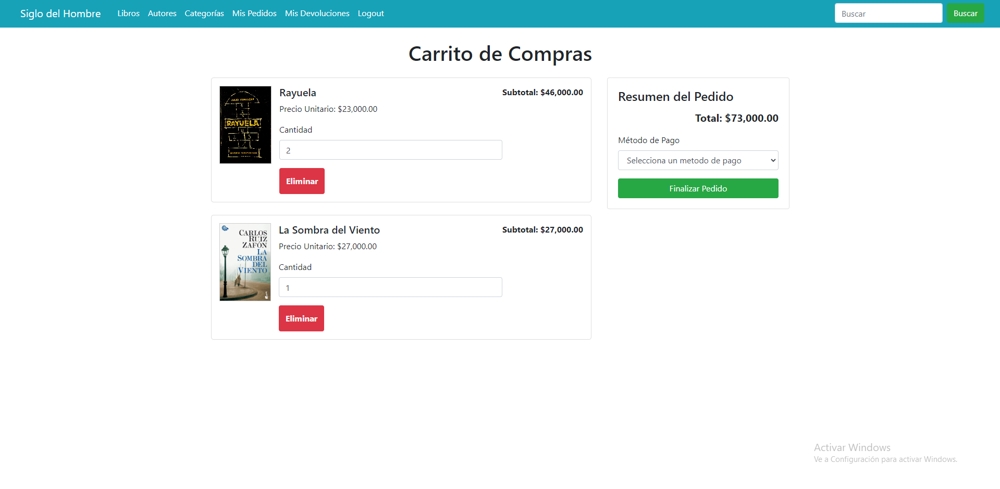 Siglo del Hombre Libros Autores Categorías Mis Pedidos Mis Devoluciones Logout Buscar Buscar
Carrito de Compras
JULIO CORTAZAR
RAYUELA
Rayuela
Subtotal: $46,000.00
Precio Unitario: $23,000.00
Cantidad
2
Eliminar
Resumen del Pedido
Total: $73,000.00
Método de Pago
Selecciona un metodo de pago
Finalizar Pedido
CARLOS
RUIZ
ZAFÓN
LA
SOMBRA
DEL
VIENTO
La Sombra del Viento
Subtotal: $27,000.00
Precio Unitario: $27,000.00
Cantidad
1
Eliminar
Activar Windows
Ve a Configuración para activar Windows.